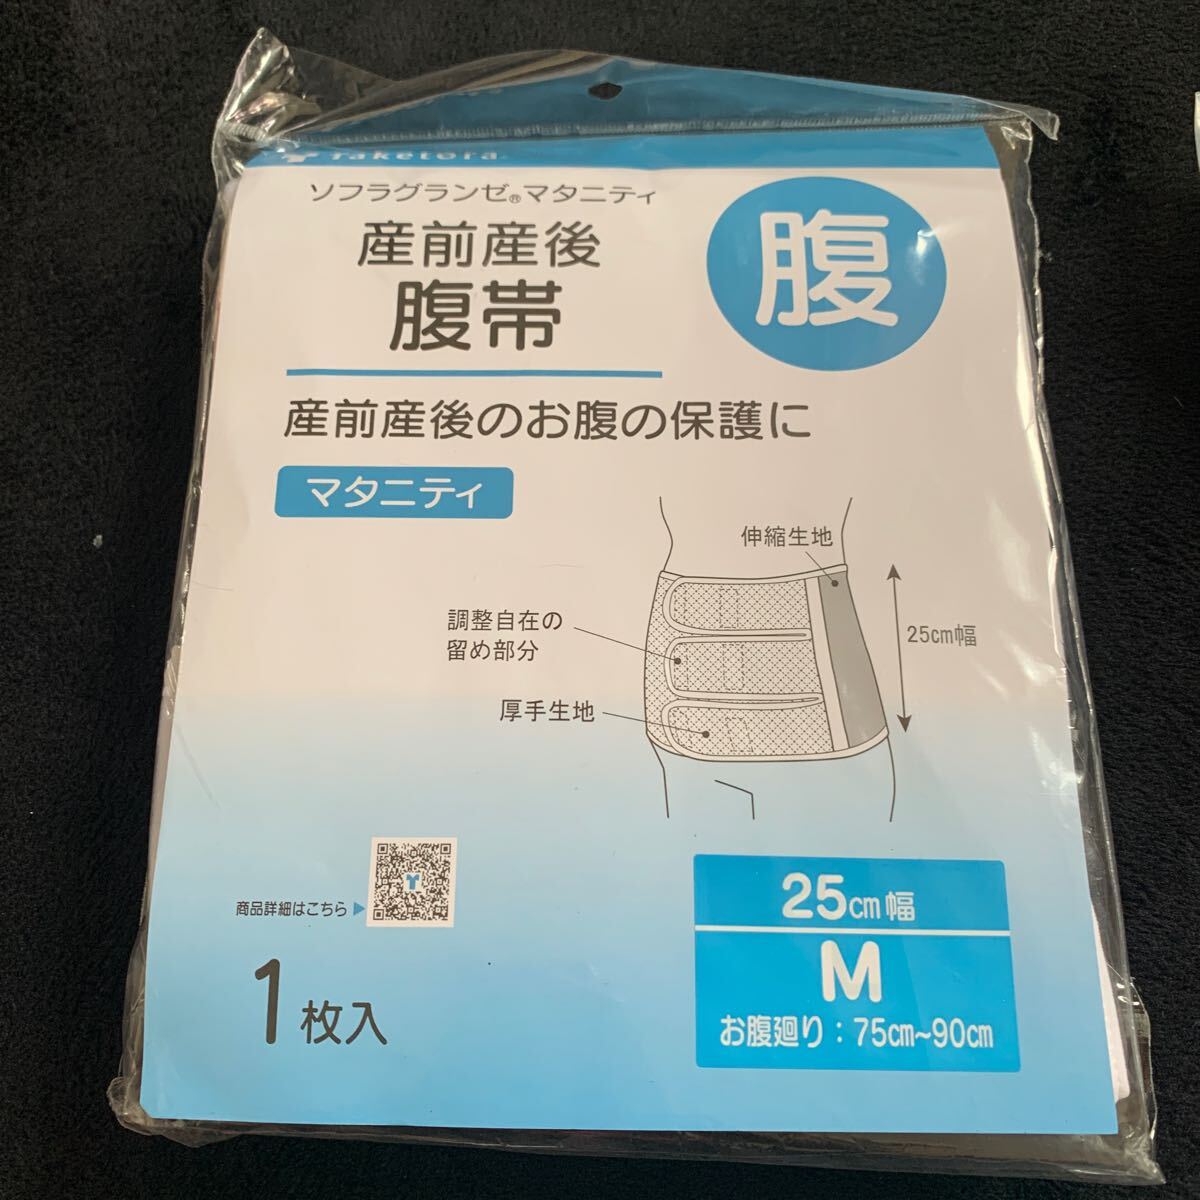 Taketora®
ソフラグランゼ®マタニティ
産前産後
腹帯
腹
産前産後のお腹の保護に
マタニティ
伸縮生地
調整自在の
留め部分
25cm幅
厚手生地
商品詳細はこちら
1枚入
25cm幅
M
お腹廻り：75cm~90cm